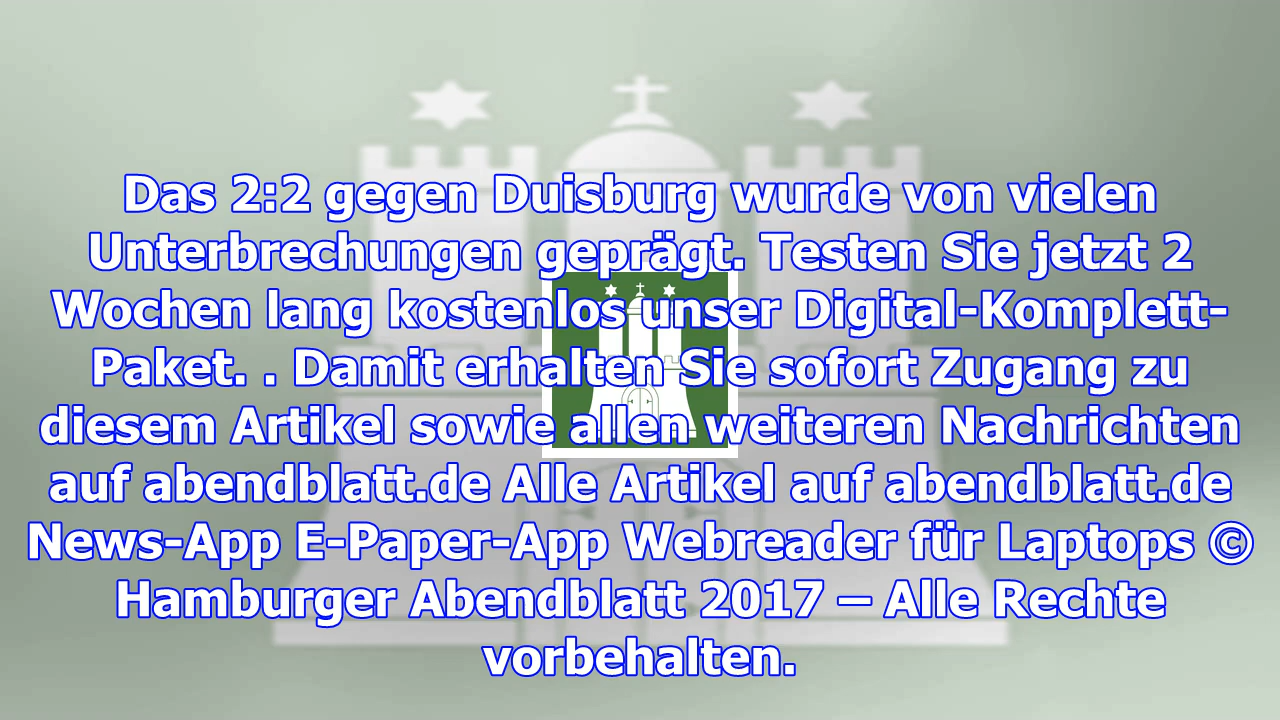 Das 2:2 gegen Duisburg wurde von vielen
Unterbrechungen geprägt. Testen Sie jetzt 2
Wochen lang kostenlos unser Digital-Komplett-
Paket. . Damit erhalten Sie sofort Zugang zu
diesem Artikel sowie allen weiteren Nachrichten
auf abendblatt.de Alle Artikel auf abendblatt.de
News-App E-Paper-App Webreader für Laptops ©
Hamburger Abendblatt 2017 – Alle Rechte
vorbehalten.